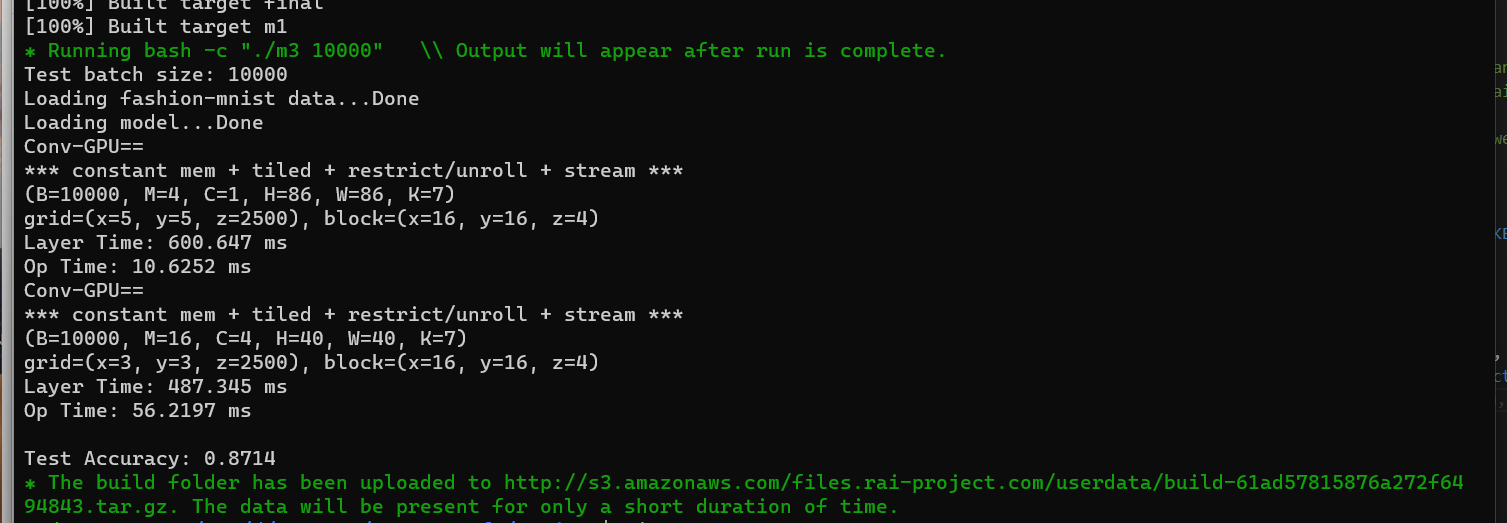 [100%] Built target final
[100%] Built target m1
* Running bash -c "./m3 10000"   \\ Output will appear after run is complete.
Test batch size: 10000
Loading fashion-mnist data...Done
Loading model...Done
Conv-GPU==
*** constant mem + tiled + restrict/unroll + stream ***
(B=10000, M=4, C=1, H=86, W=86, K=7)
grid=(x=5, y=5, z=2500), block=(x=16, y=16, z=4)
Layer Time: 600.647 ms
Op Time: 10.6252 ms
Conv-GPU==
*** constant mem + tiled + restrict/unroll + stream ***
(B=10000, M=16, C=4, H=40, W=40, K=7)
grid=(x=3, y=3, z=2500), block=(x=16, y=16, z=4)
Layer Time: 487.345 ms
Op Time: 56.2197 ms
Test Accuracy: 0.8714
* The build folder has been uploaded to http://s3.amazonaws.com/files.rai-project.com/userdata/build-61ad57815876a272f64
94843.tar.gz. The data will be present for only a short duration of time.